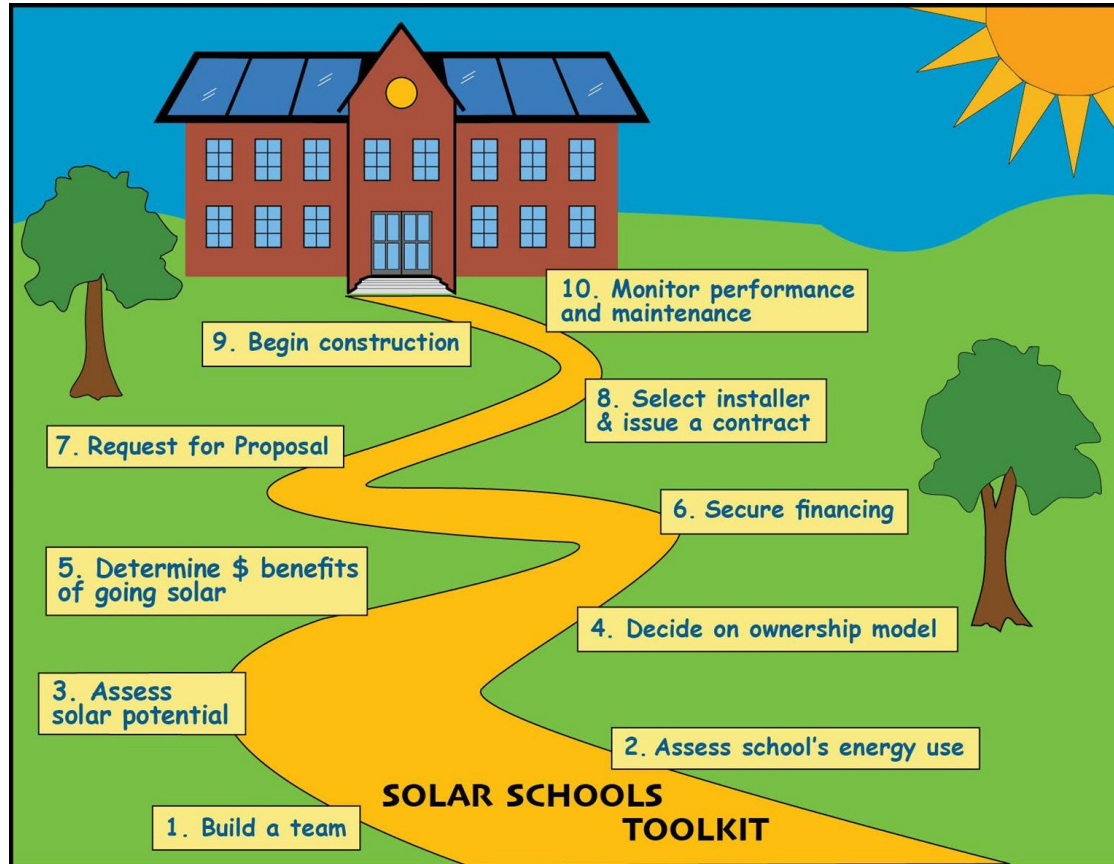 10. Monitor performance
and maintenance
9. Begin construction
8. Select installer
& issue a contract
7. Request for Proposal
6. Secure financing
5. Determine $ benefits
of going solar
4. Decide on ownership model
3. Assess
solar potential
2. Assess school's energy use
SOLAR SCHOOLS
TOOLKIT
1. Build a team